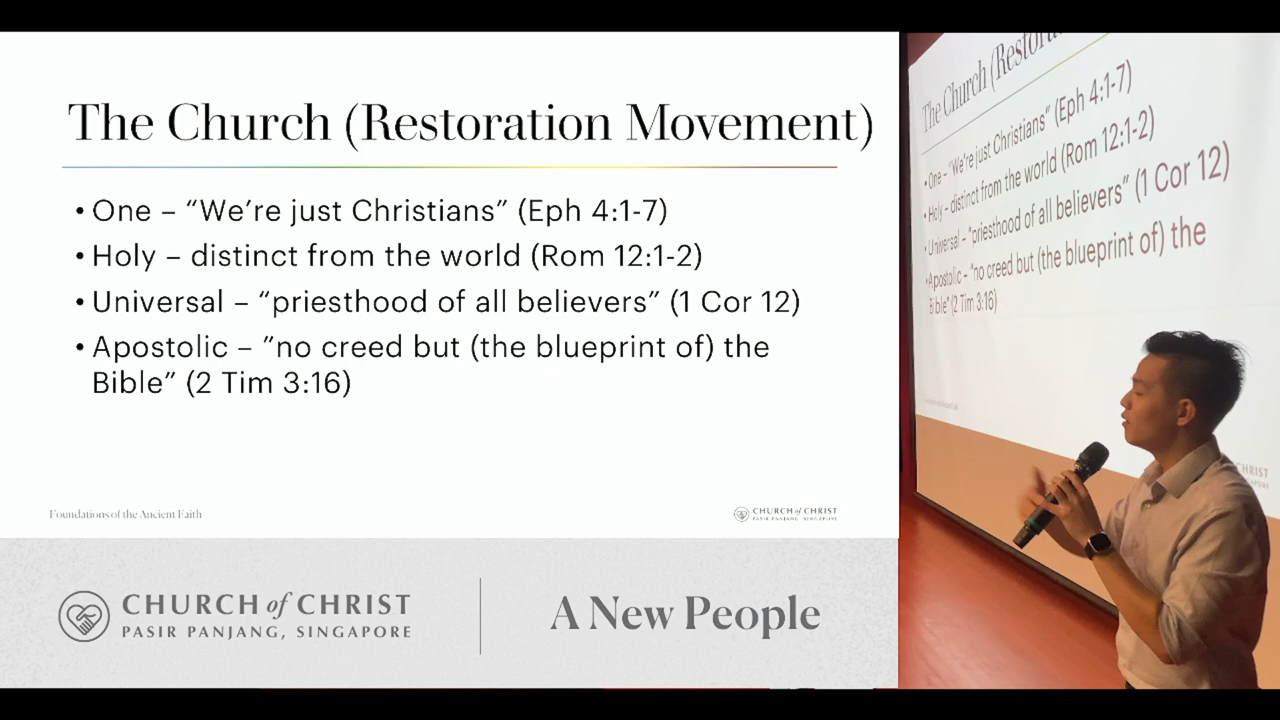 The Church (Restoration Movement)
• One – “We’re just Christians” (Eph 4:1-7)
• Holy – distinct from the world (Rom 12:1-2)
• Universal – “priesthood of all believers” (1 Cor 12)
• Apostolic – ”no creed but (the blueprint of) the
Bible” (2 Tim 3:16)
Foundations of the Ancient Faith
CHURCH of CHRIST
PASIR PANJANG, SINGAPORE
CHURCH of CHRIST
PASIR PANJANG, SINGAPORE
A New People
The Church (Restora
• One – “We’re just Christians” (Eph 4:1-7)
• Holy – distinct from the world (Rom 12:1-2)
• Universal – “priesthood of all believers” (1 Cor 12)
• Apostolic – ”no creed but (the blueprint of) the
Bible” (2 Tim 3:16)
CHRIST